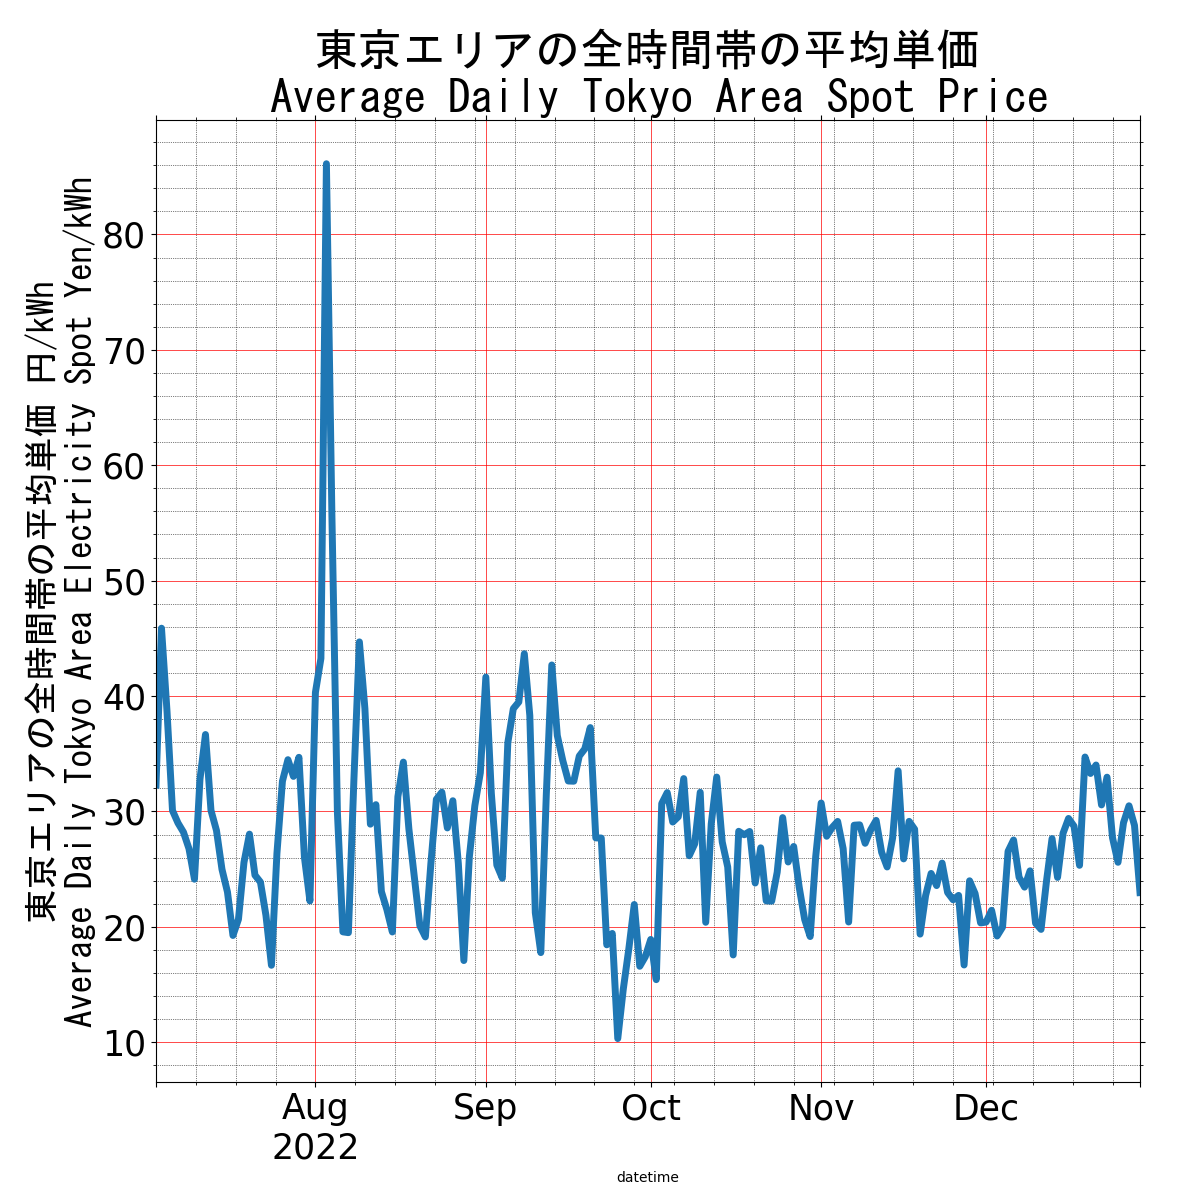 東京エリアの全時間帯の平均単価
Average Daily Tokyo Area Spot Price
東京エリアの全時間帯の平均単価 円/kWh
Average Daily Tokyo Area Electricity Spot Yen/kWh
80
70
60
50
40
30
20
10
Aug
2022
Sep
Oct
Nov
Dec
datetime